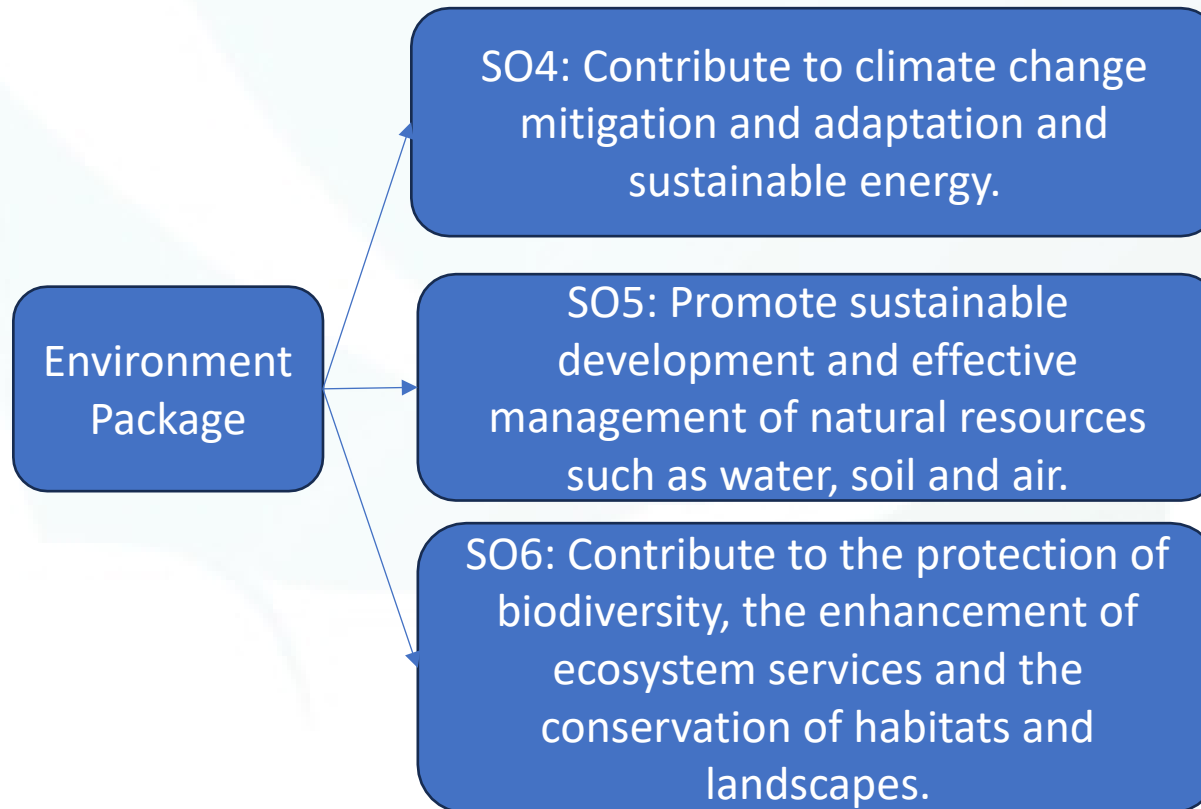 SO4: Contribute to climate change
mitigation and adaptation and
sustainable energy.
Environment
Package
SO5: Promote sustainable
development and effective
management of natural resources
such as water, soil and air.
SO6: Contribute to the protection of
biodiversity, the enhancement of
ecosystem services and the
conservation of habitats and
landscapes.